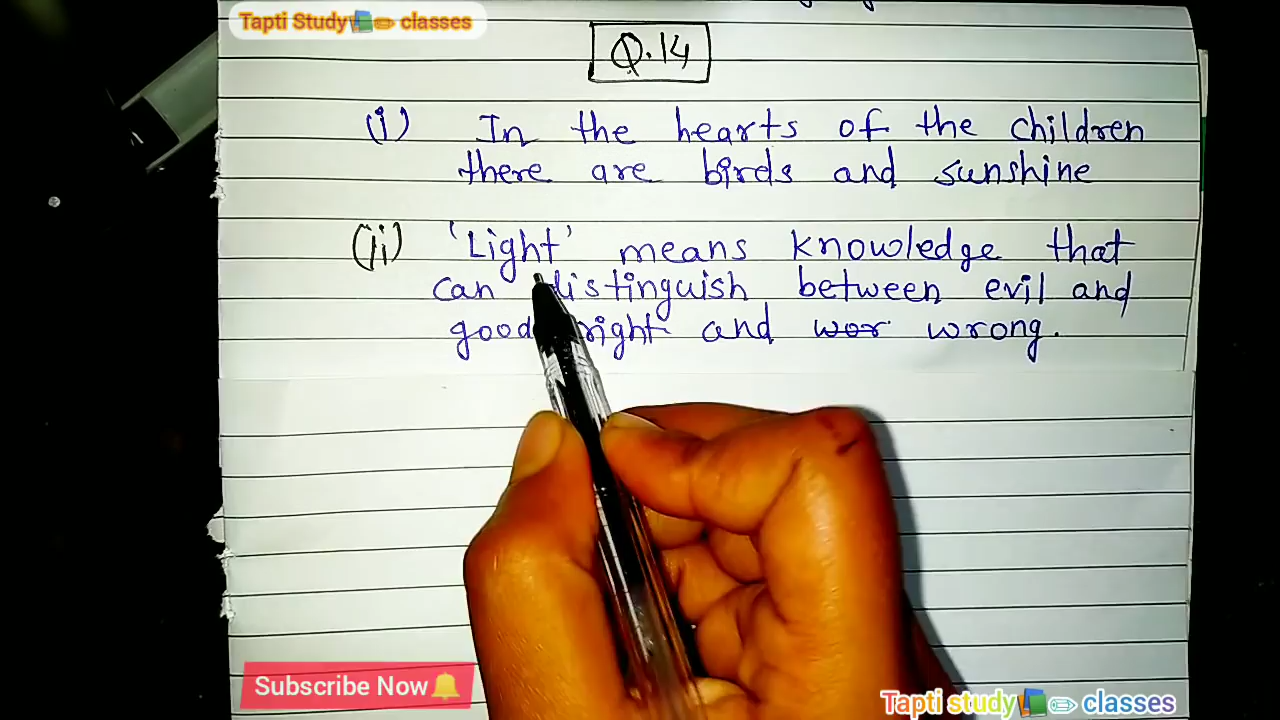 Tapti Study classes
Q.14
(i) In the hearts of the children
there are birds and sunshine
(ii) 'Light' means knowledge that
can distinguish between evil and
good, right and wor wrong.
Subscribe Now
Tapti study classes